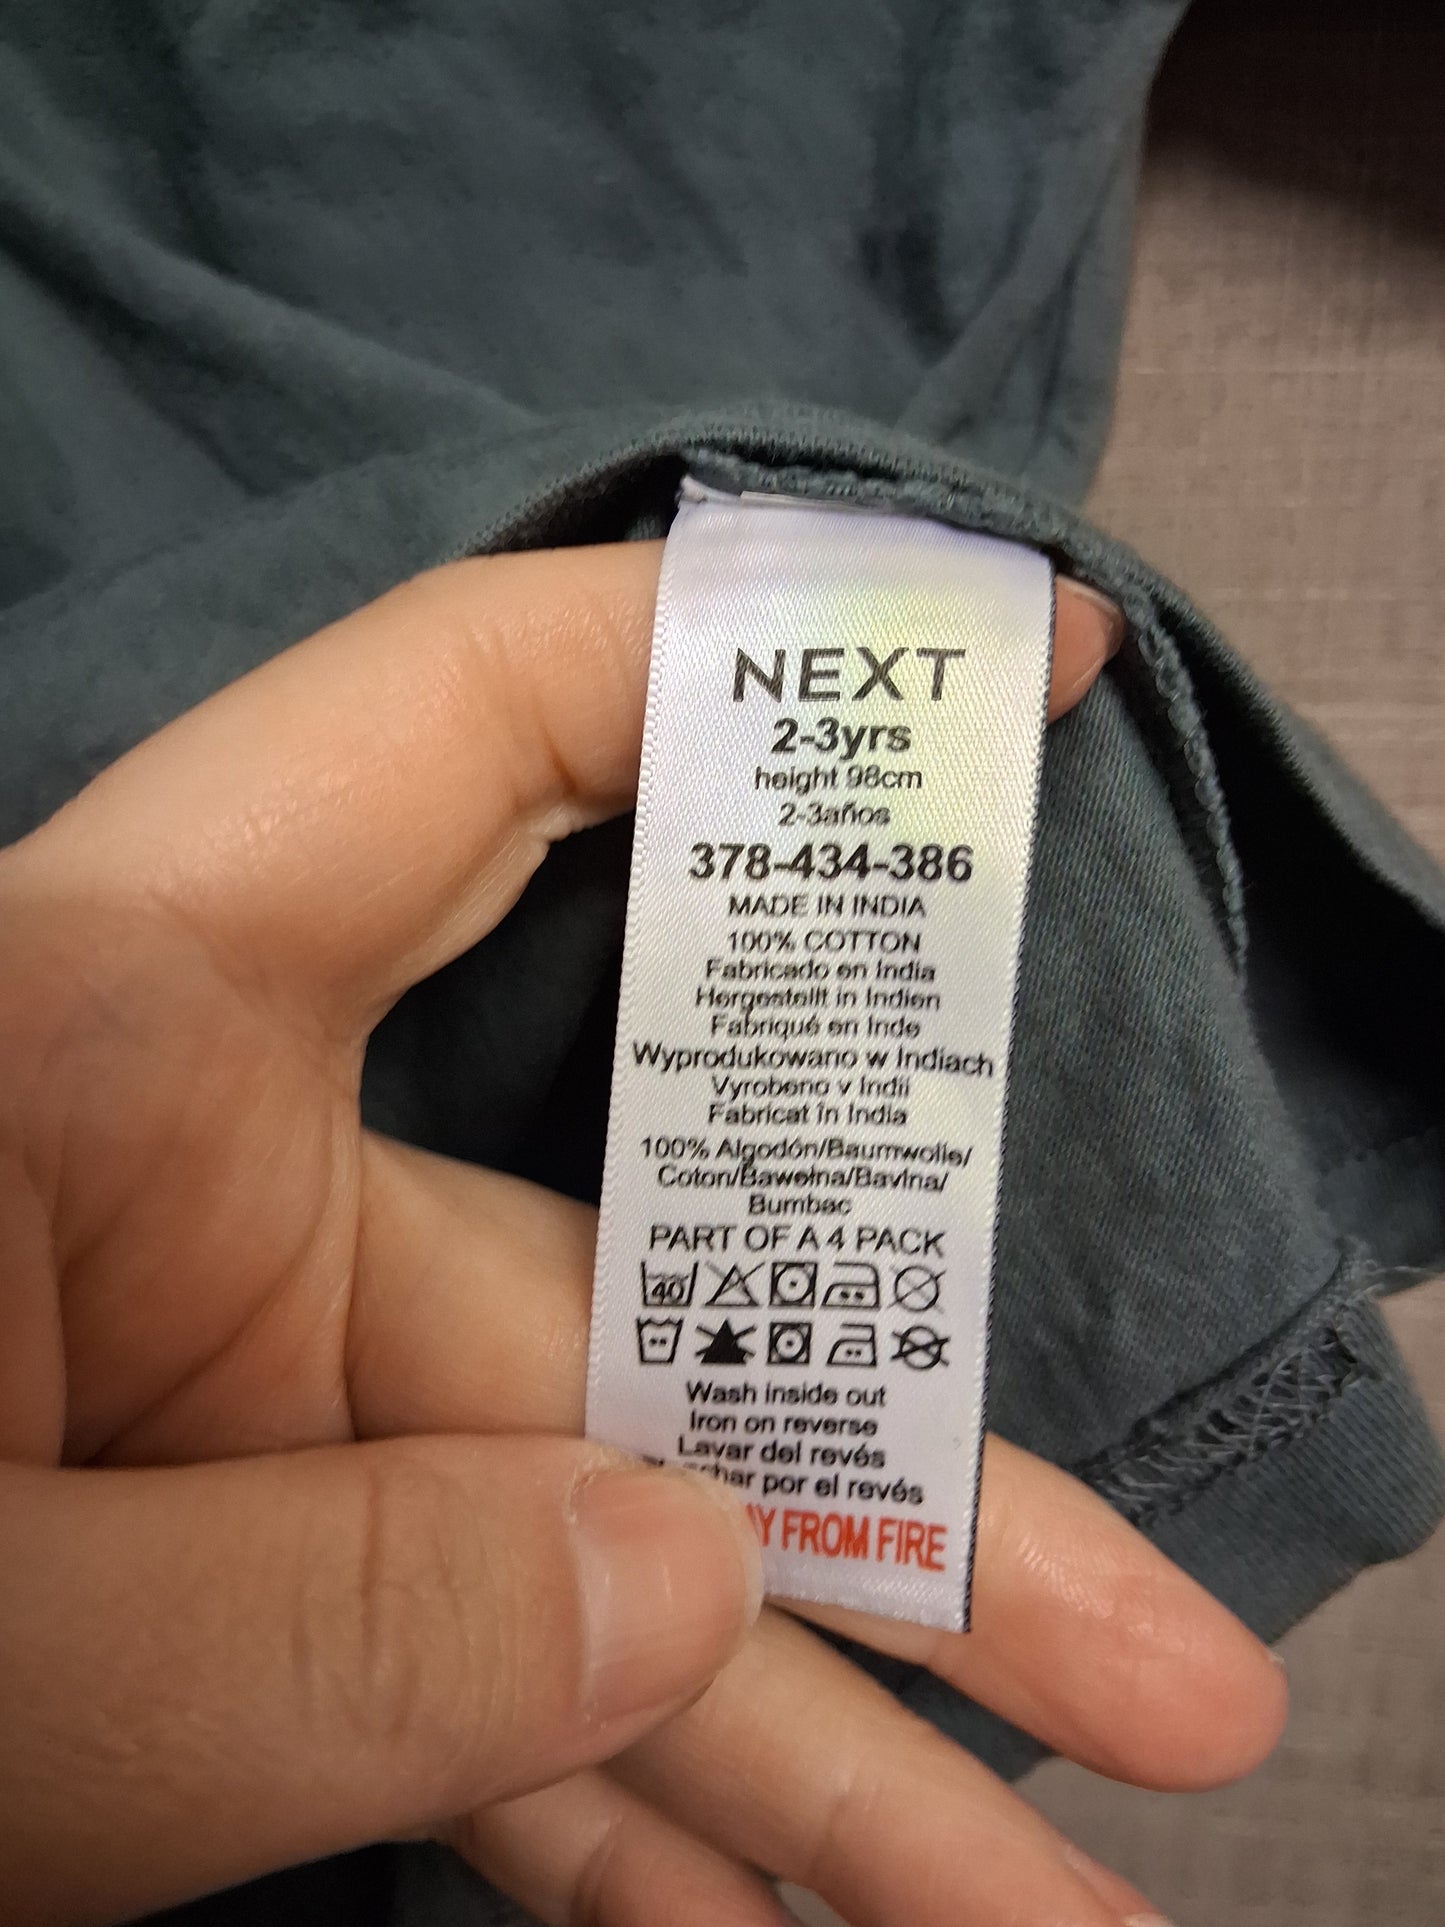 NEXT
2-3yrs
height 98cm
2-3años
378-434-386
MADE IN INDIA
100% COTTON
Fabricado en India
Hergestellt in Indien
Fabriqué en Inde
Wyprodukowano w Indiach
Vyrobeno v Indii
Fabricat în India
100% Algodón/Baumwolle/
Coton/Bawełna/Bavlna/
Bumbac
PART OF A 4 PACK
40
Wash inside out
Iron on reverse
Lavar del revés
por el revés
FROM FIRE